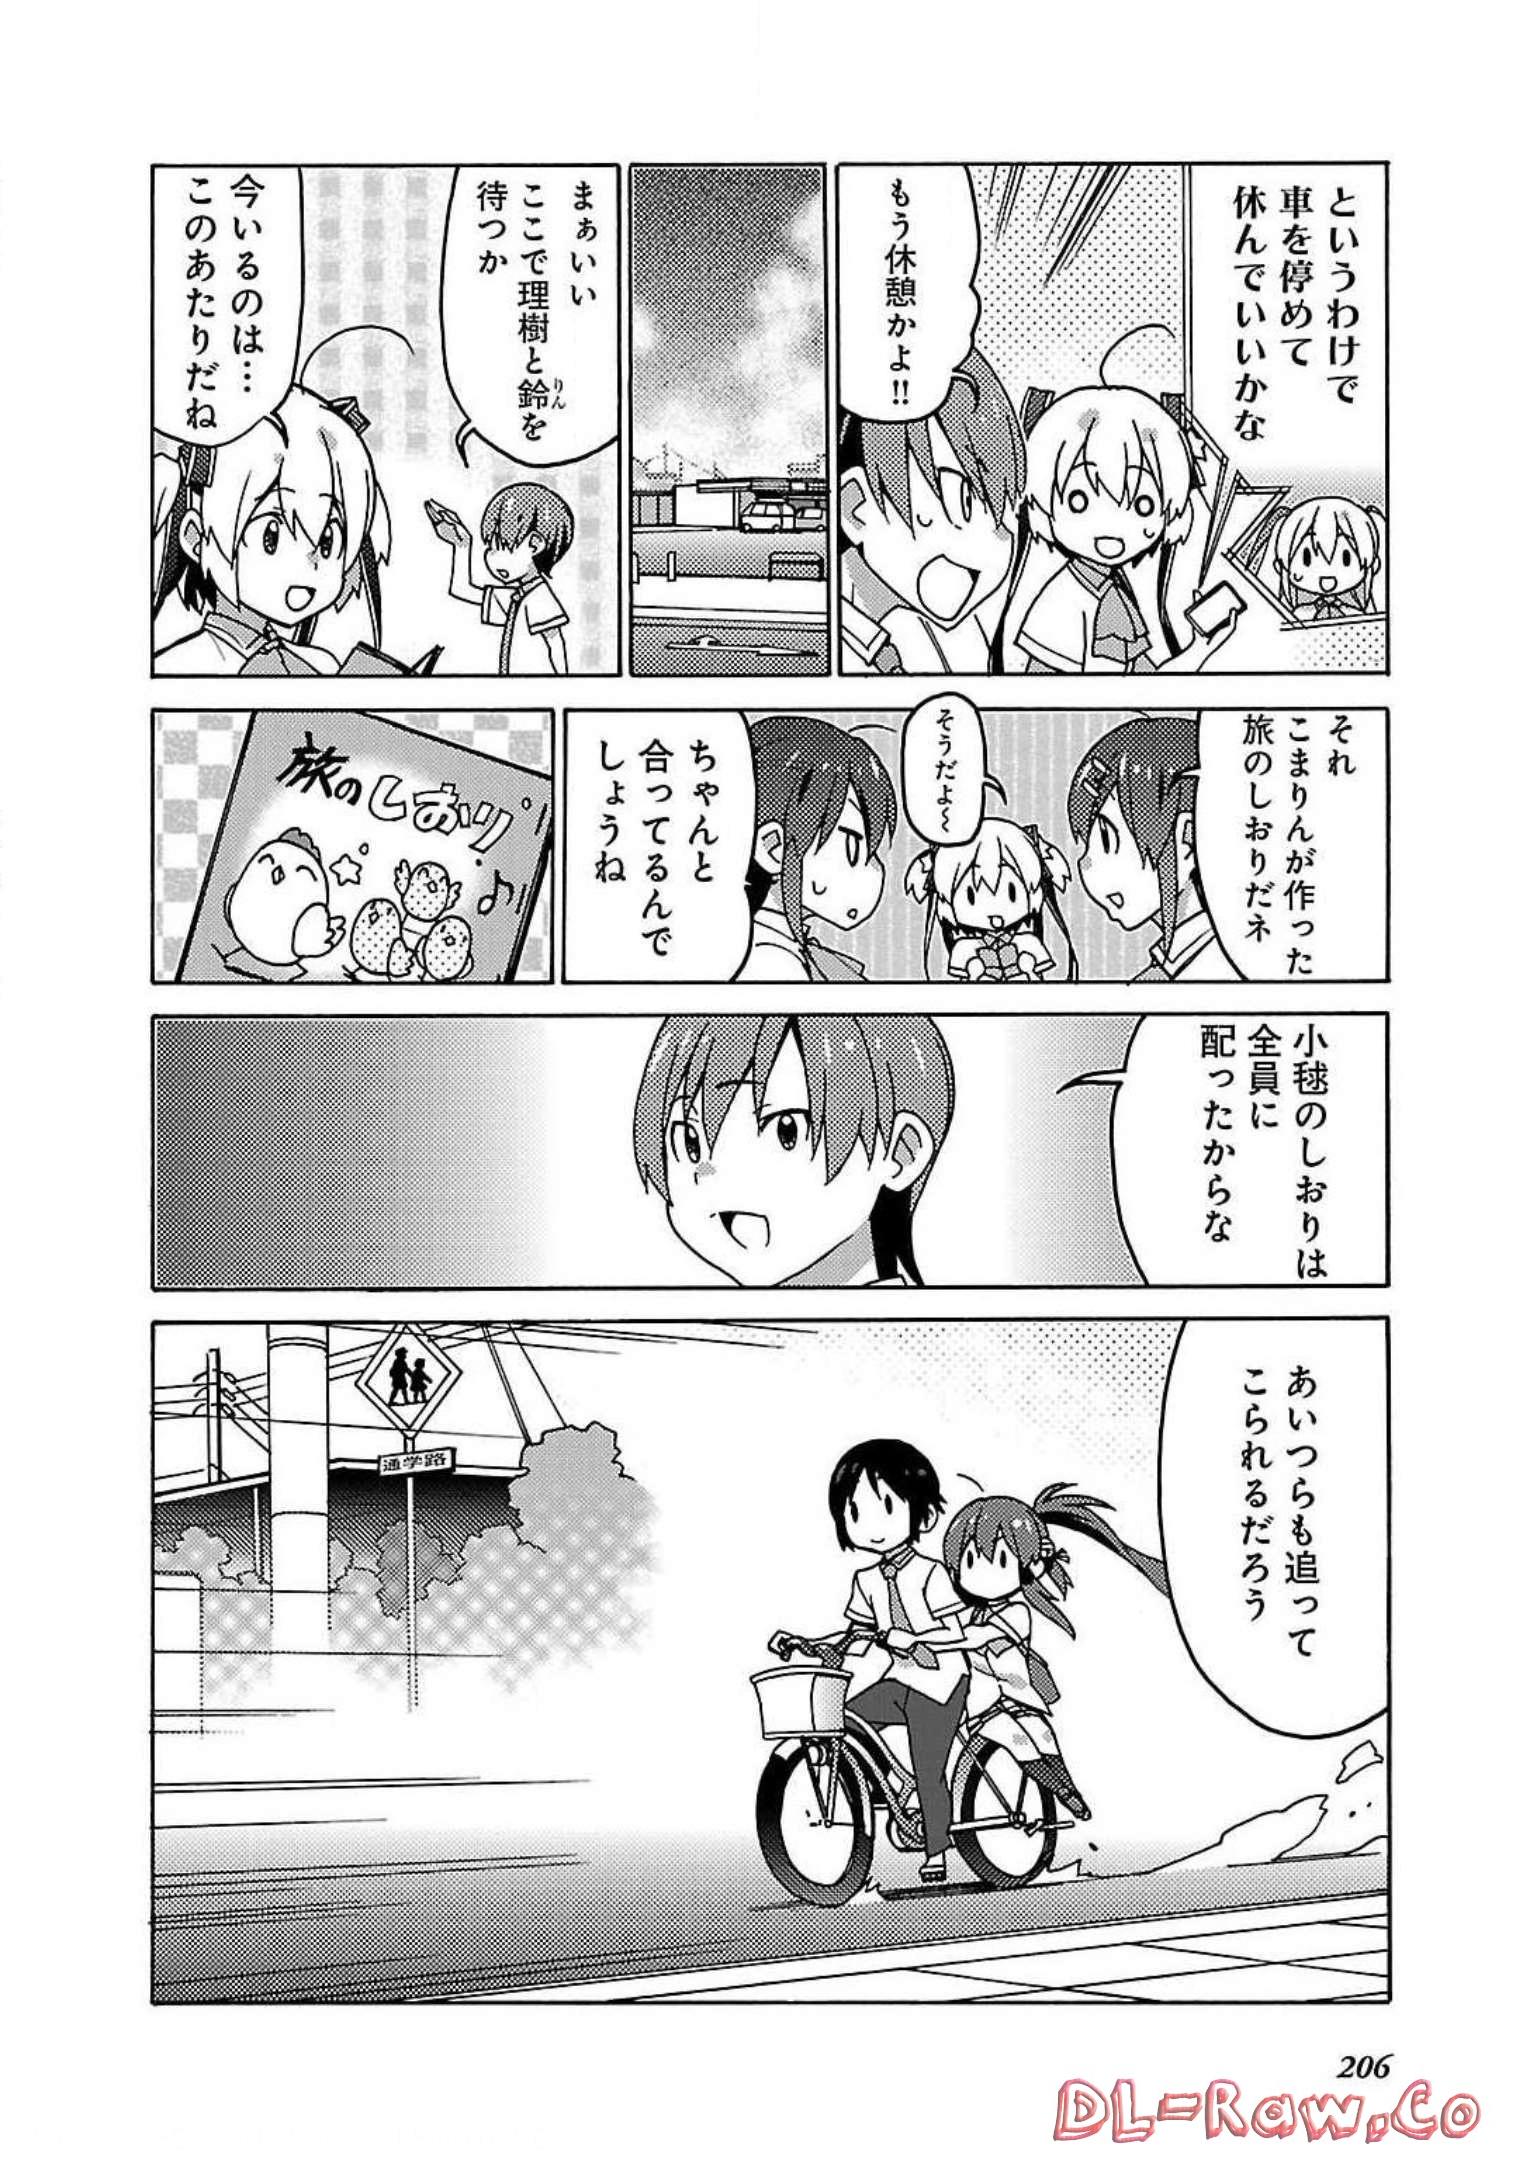 というわけで
車を停めて
休んでいいかな
もう休憩かよ!!
まぁいい
ここで理樹と鈴を
りん
待つか
今いるのは…
このあたりだね
それ
こまりんが作った
旅のしおりだネ
そうだよ～
ちゃんと
合ってるんで
しょうね
旅のしおり
小毬のしおりは
全員に
配ったからな
あいつらも追って
こられるだろう
通学路
206
DL-Raw.Co